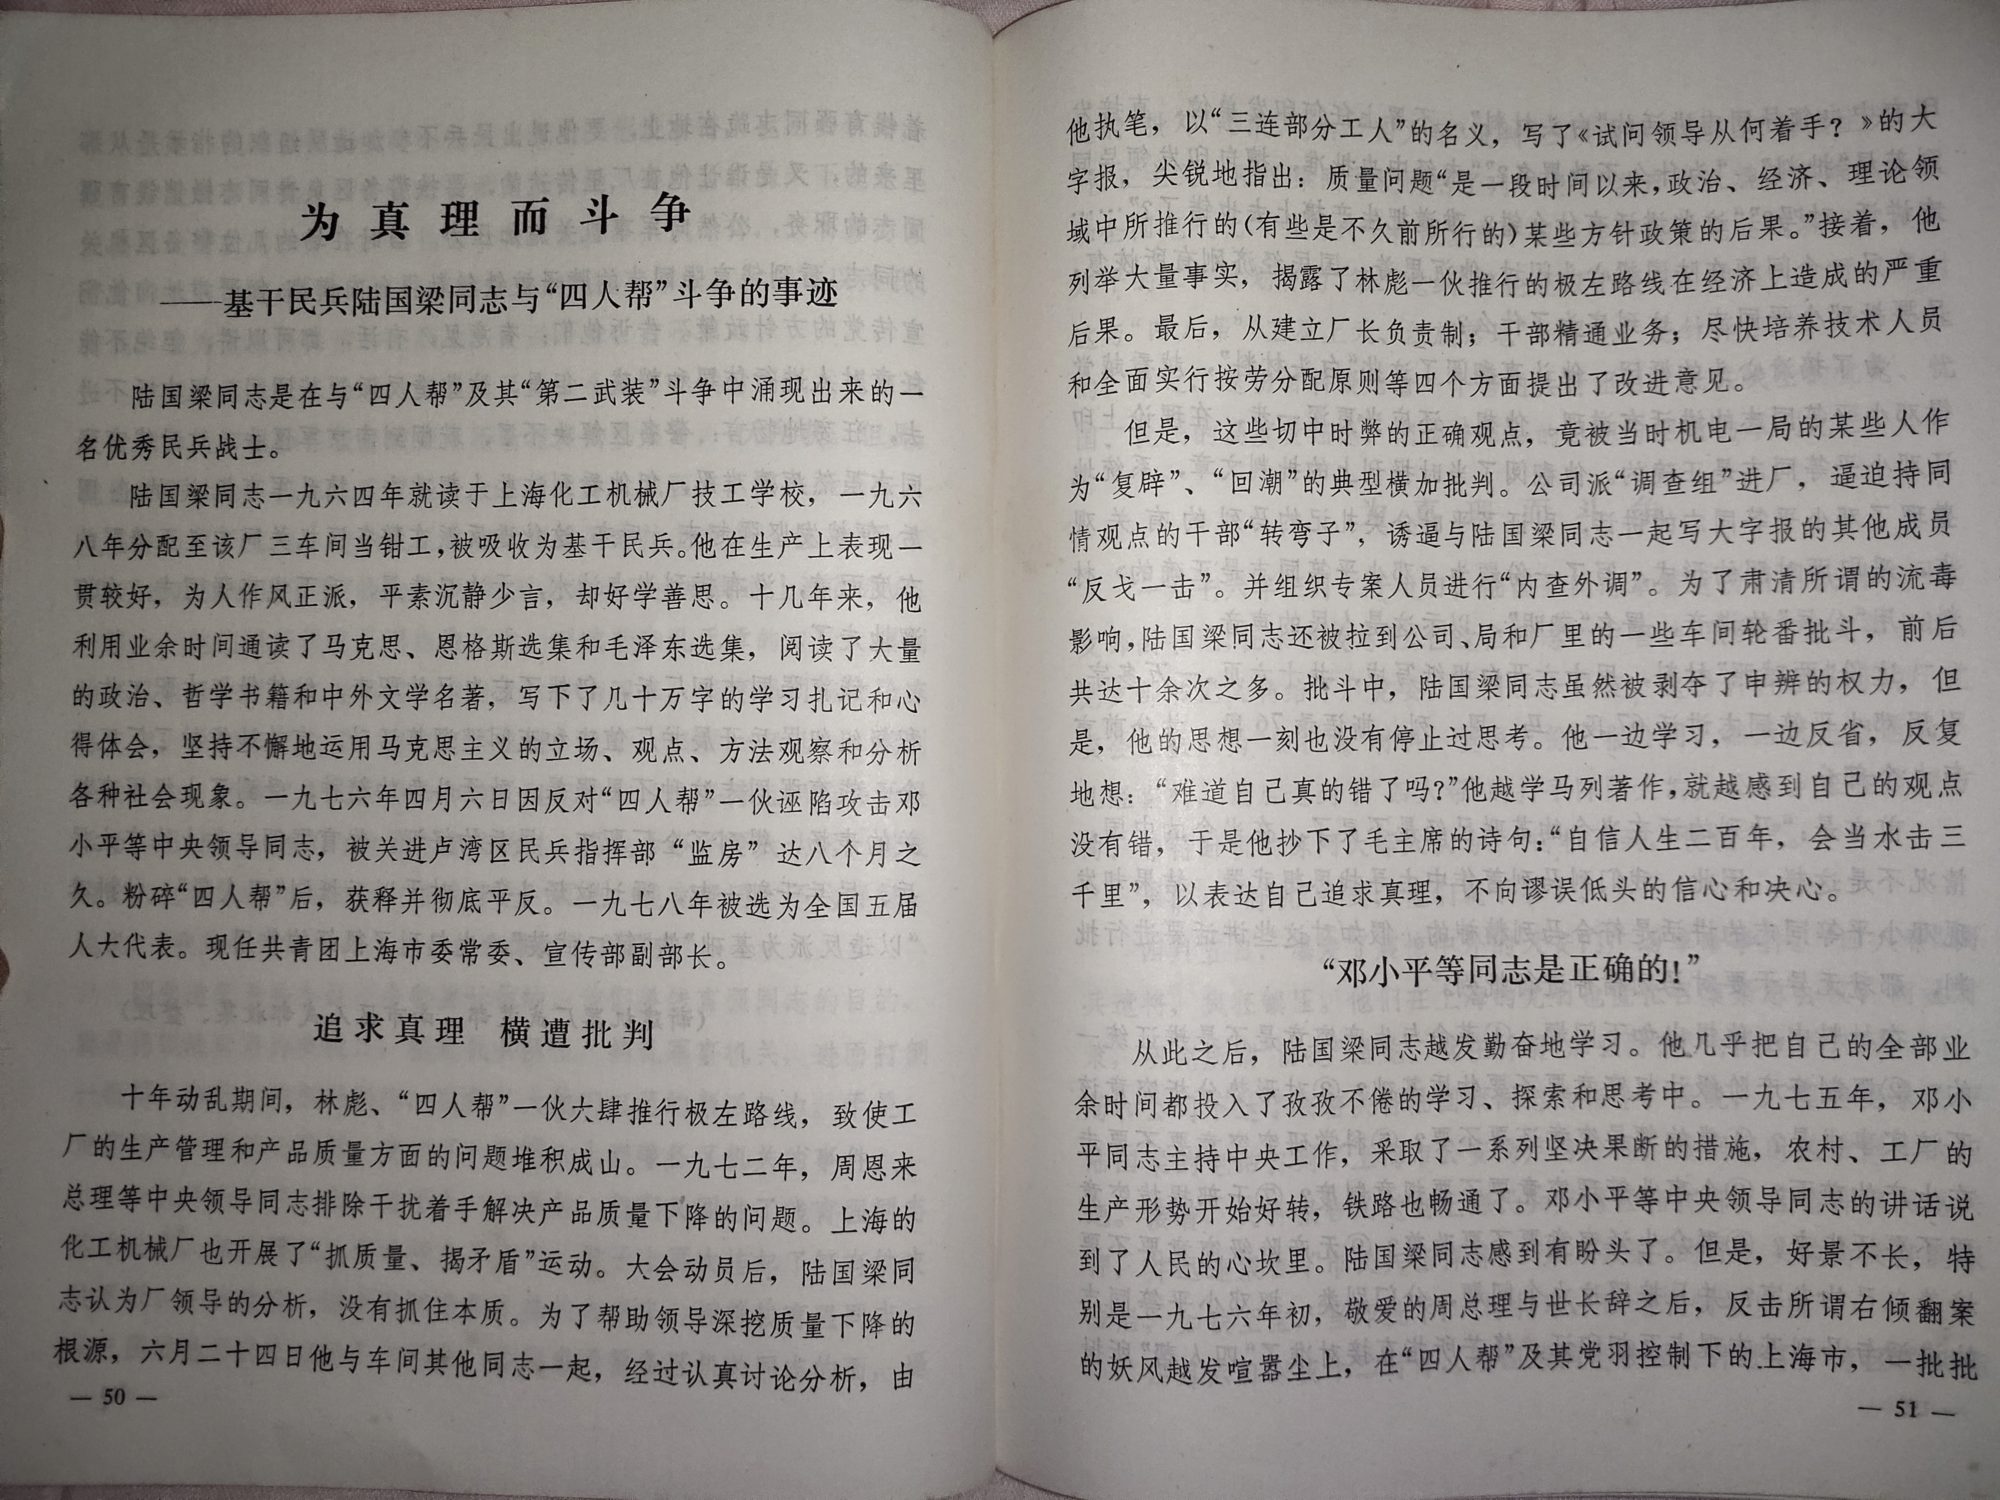 为真理而斗争
——基干民兵陆国梁同志与“四人帮”斗争的事迹
陆国梁同志是在与“四人帮”及其“第二武装”斗争中涌现出来的一
名优秀民兵战士。
陆国梁同志一九六四年就读于上海化工机械厂技工学校，一九六
八年分配至该厂三车间当钳工，被吸收为基干民兵。他在生产上表现一
贯较好，为人作风正派，平素沉静少言，却好学善思。十几年来，他
利用业余时间通读了马克思、恩格斯选集和毛泽东选集，阅读了大量
的政治、哲学书籍和中外文学名著，写下了几十万字的学习扎记和心
得体会，坚持不懈地运用马克思主义的立场、观点、方法观察和分析
各种社会现象。一九七六年四月六日因反对“四人帮”一伙诬陷攻击邓
小平等中央领导同志，被关进卢湾区民兵指挥部“监房”达八个月之
久。粉碎“四人帮”后，获释并彻底平反。一九七八年被选为全国五届
人大代表。现任共青团上海市委常委、宣传部副部长。
追求真理 横遭批判
十年动乱期间，林彪、“四人帮”一伙大肆推行极左路线，致使工
厂的生产管理和产品质量方面的问题堆积成山。一九七二年，周恩来
总理等中央领导同志排除干扰着手解决产品质量下降的问题。上海的
化工机械厂也开展了“抓质量、揭矛盾”运动。大会动员后，陆国梁同
志认为厂领导的分析，没有抓住本质。为了帮助领导深挖质量下降的
根源，六月二十四日他与车间其他同志一起，经过认真讨论分析，由
— 50 —
他执笔，以“三连部分工人”的名义，写了《试问领导从何着手？》的大
字报，尖锐地指出：质量问题“是一段时间以来，政治、经济、理论领
域中所推行的（有些是不久前所行的）某些方针政策的后果。”接着，他
列举大量事实，揭露了林彪一伙推行的极左路线在经济上造成的严重
后果。最后，从建立厂长负责制；干部精通业务；尽快培养技术人员
和全面实行按劳分配原则等四个方面提出了改进意见。
但是，这些切中时弊的正确观点，竟被当时机电一局的某些人作
为“复辟”、“回潮”的典型横加批判。公司派“调查组”进厂，逼迫持同
情观点的干部“转弯子”，诱逼与陆国梁同志一起写大字报的其他成员
“反戈一击”。并组织专案人员进行“内查外调”。为了肃清所谓的流毒
影响，陆国梁同志还被拉到公司、局和厂里的一些车间轮番批斗，前后
共达十余次之多。批斗中，陆国梁同志虽然被剥夺了申辨的权力，但
是，他的思想一刻也没有停止过思考。他一边学习，一边反省，反复
地想：“难道自己真的错了吗？”他越学马列著作，就越感到自己的观点
没有错，于是他抄下了毛主席的诗句：“自信人生二百年，会当水击三
千里”，以表达自己追求真理，不向谬误低头的信心和决心。
“邓小平等同志是正确的！”
从此之后，陆国梁同志越发勤奋地学习。他几乎把自己的全部业
余时间都投入了孜孜不倦的学习、探索和思考中。一九七五年，邓小
平同志主持中央工作，采取了一系列坚决果断的措施，农村、工厂的
生产形势开始好转，铁路也畅通了。邓小平等中央领导同志的讲话说
到了人民的心坎里。陆国梁同志感到有盼头了。但是，好景不长，特
别是一九七六年初，敬爱的周总理与世长辞之后，反击所谓右倾翻案
的妖风越发喧嚣尘上，在“四人帮”及其党羽控制下的上海市，一批批
— 51 —